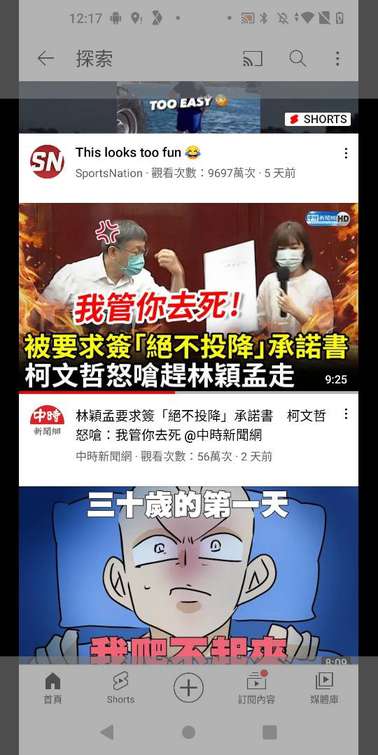 12:17
探索
TOO EASY
SHORTS
SN
This looks too fun 😂
SportsNation · 觀看次數：9697萬次 · 5 天前
中時新聞網 HD
我管你去死！
被要求簽「絕不投降」承諾書
柯文哲怒嗆趕林穎孟走
9:25
中時
新聞網
林穎孟要求簽「絕不投降」承諾書　柯文哲
怒嗆：我管你去死 @中時新聞網
中時新聞網 · 觀看次數：56萬次 · 2 天前
三十歲的第一天
我爬不起來
8:09
首頁
Shorts
訂閱內容
媒體庫